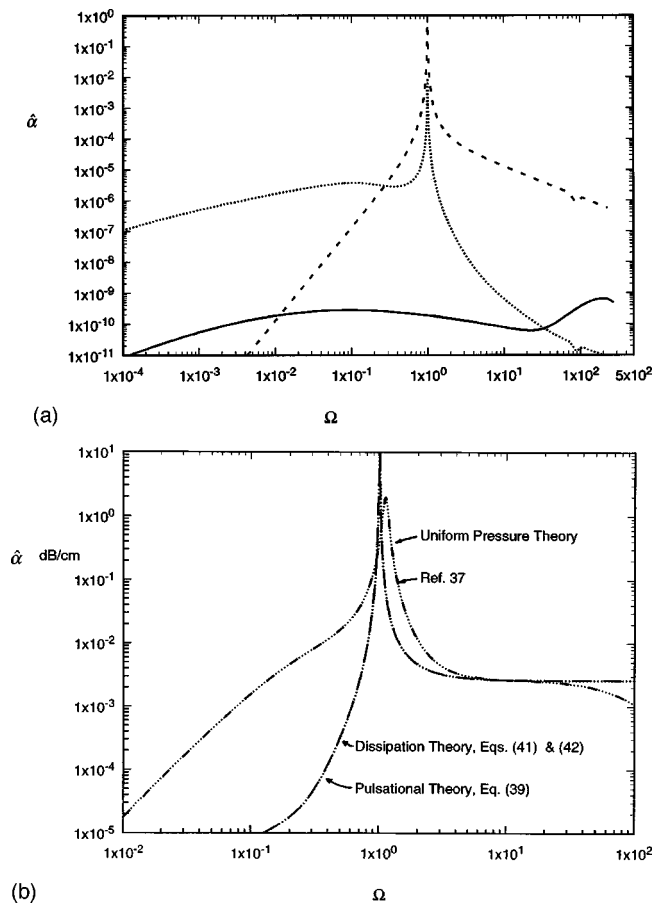 1x10⁰
1x10⁻²
1x10⁻³
1x10⁻⁴
1x10⁻⁵
1x10⁻⁶
1x10⁻⁷
1x10⁻⁸
1x10⁻⁹
1x10⁻¹⁰
1x10⁻¹¹
α̂
1x10⁻⁴ 1x10⁻³ 1x10⁻² 1x10⁻¹ 1x10⁰ 1x10¹ 1x10² 5x10²
(a)
Ω
1x10¹
1x10⁰
1x10⁻¹
1x10⁻²
1x10⁻³
1x10⁻⁴
1x10⁻⁵
α̂ dB/cm
Uniform Pressure Theory
Ref. 37
Dissipation Theory, Eqs. (41) & (42)
Pulsational Theory, Eq. (39)
1x10⁻² 1x10⁻¹ 1x10⁰ 1x10¹ 1x10²
(b)
Ω